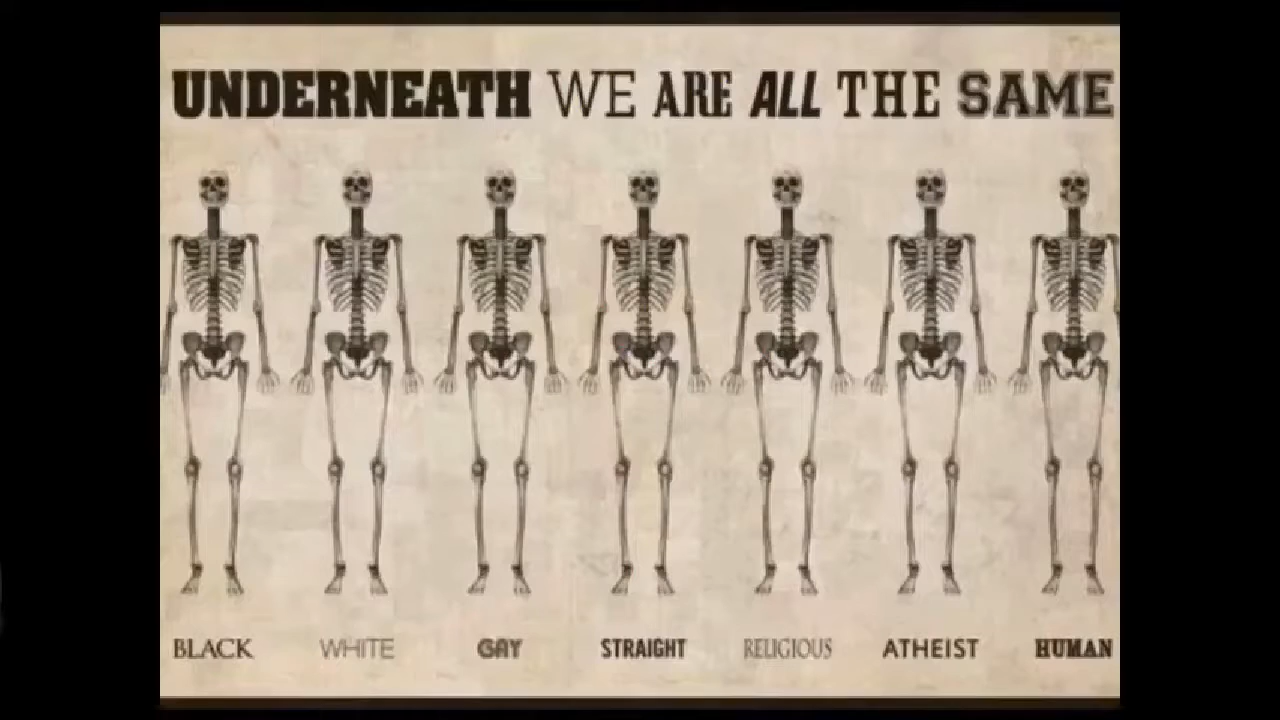 UNDERNEATH WE ARE ALL THE SAME
BLACK WHITE GAY STRAIGHT RELIGIOUS ATHEIST HUMAN